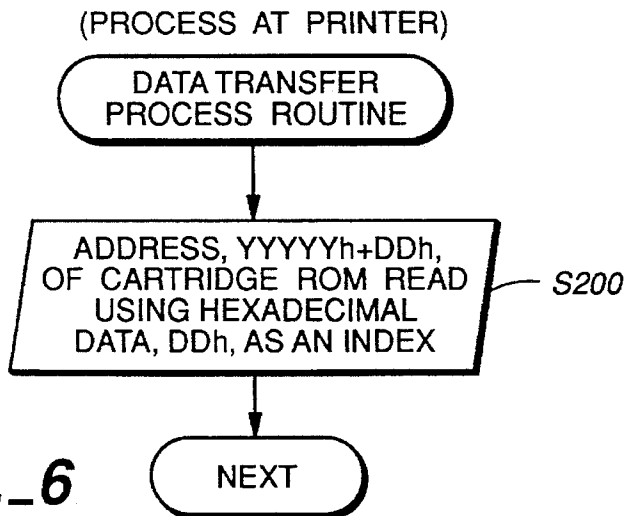 (PROCESS AT PRINTER)
DATA TRANSFER
PROCESS ROUTINE
ADDRESS, YYYYYh+DDh,
OF CARTRIDGE ROM READ
USING HEXADECIMAL
DATA, DDh, AS AN INDEX
S200
NEXT
._6